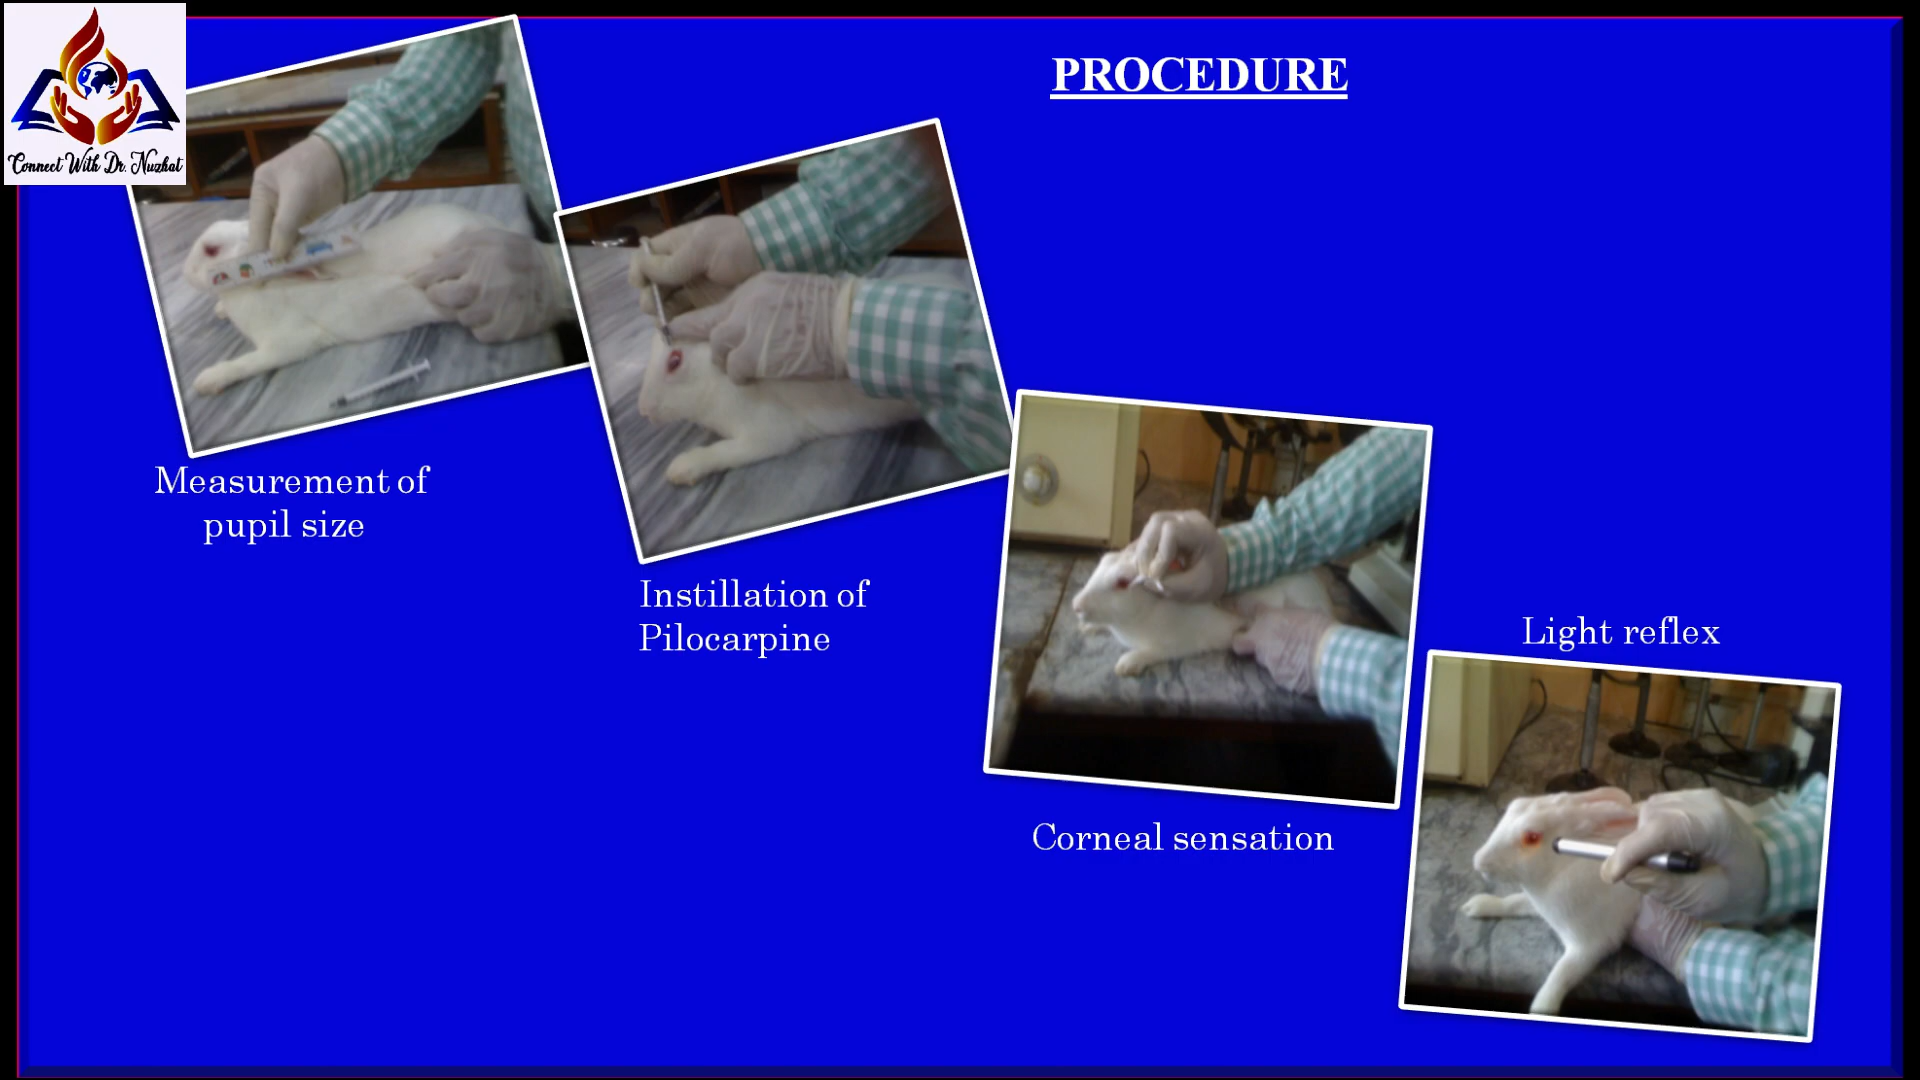 Connect With Dr. Nuzhat
PROCEDURE
Measurement of
pupil size
Instillation of
Pilocarpine
Corneal sensation
Light reflex